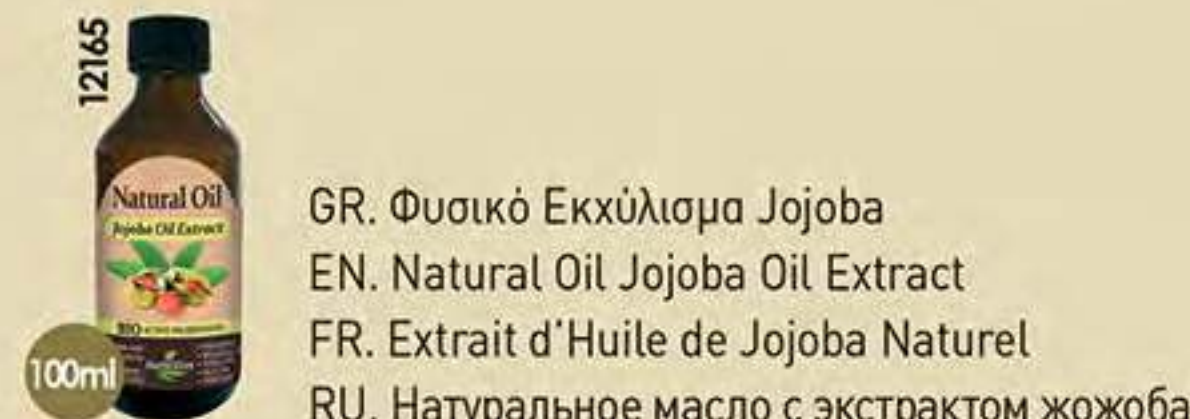 12165
Natural Oil
Jojoba Oil Extract
BIO
100ml
GR. Φυσικό Εκχύλισμα Jojoba
EN. Natural Oil Jojoba Oil Extract
FR. Extrait d'Huile de Jojoba Naturel
RU. Натуральное масло с экстрактом жожоба